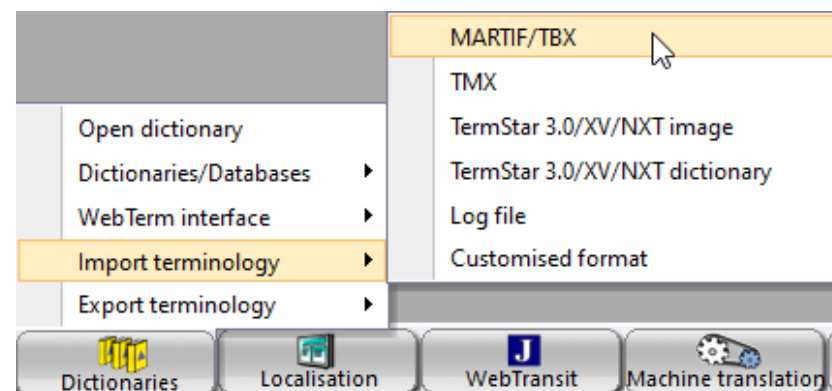 MARTIF/TBX
TMX
TermStar 3.0/XV/NXT image
TermStar 3.0/XV/NXT dictionary
Log file
Customised format
Open dictionary
Dictionaries/Databases
WebTerm interface
Import terminology
Export terminology
Dictionaries
Localisation
J
WebTransit
Machine translation